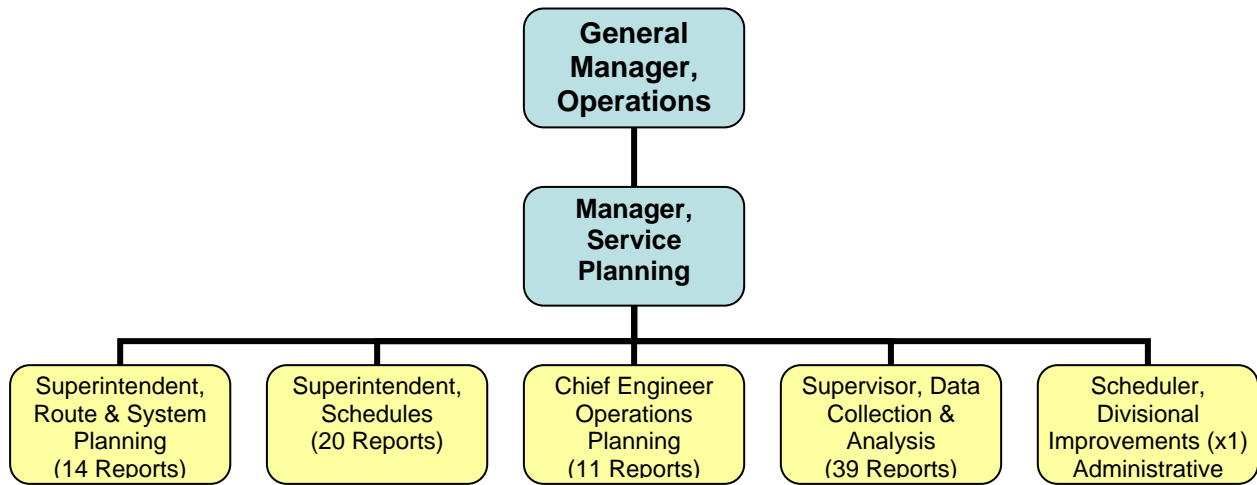 General
Manager,
Operations
Manager,
Service
Planning
Superintendent,
Route & System
Planning
(14 Reports)
Superintendent,
Schedules
(20 Reports)
Chief Engineer
Operations
Planning
(11 Reports)
Supervisor, Data
Collection &
Analysis
(39 Reports)
Scheduler,
Divisional
Improvements (x1)
Administrative